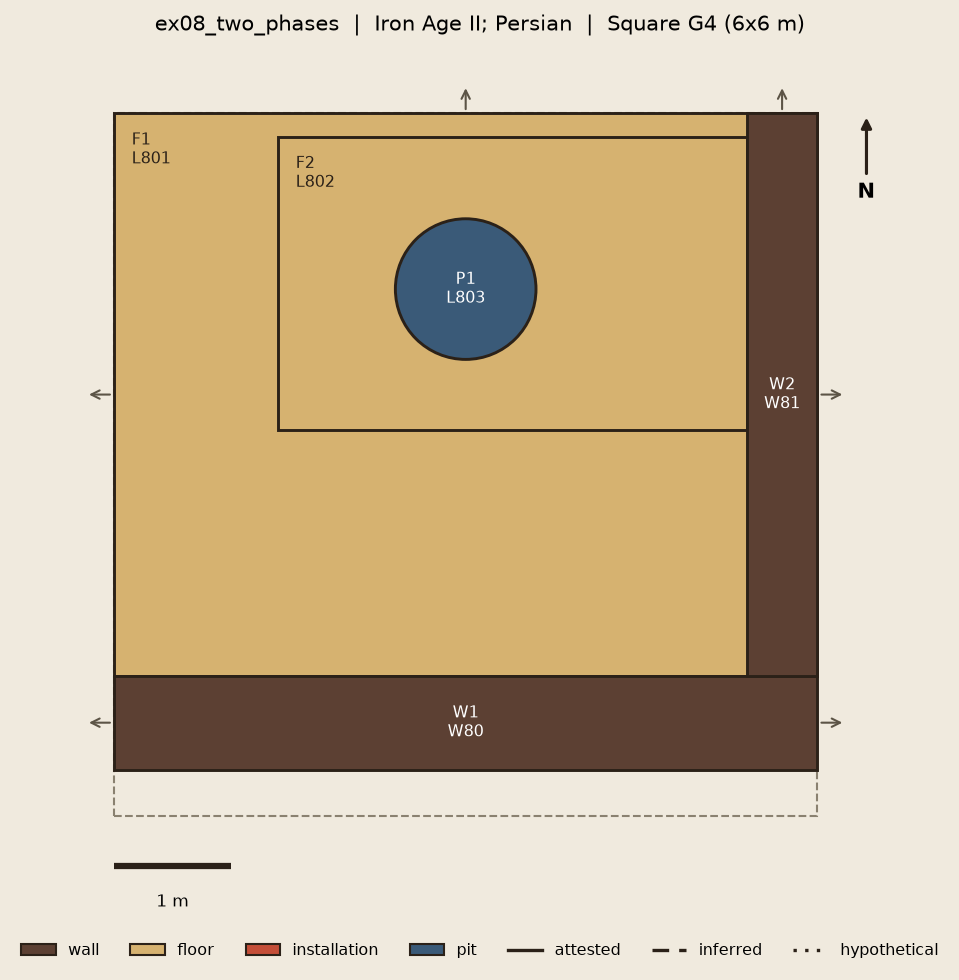 ex08_two_phases | Iron Age II; Persian | Square G4 (6x6 m)
F1
L801
F2
L802
N
P1
L803
W2
W81
W1
W80
1 m
wall floor installation pit attested inferred hypothetical